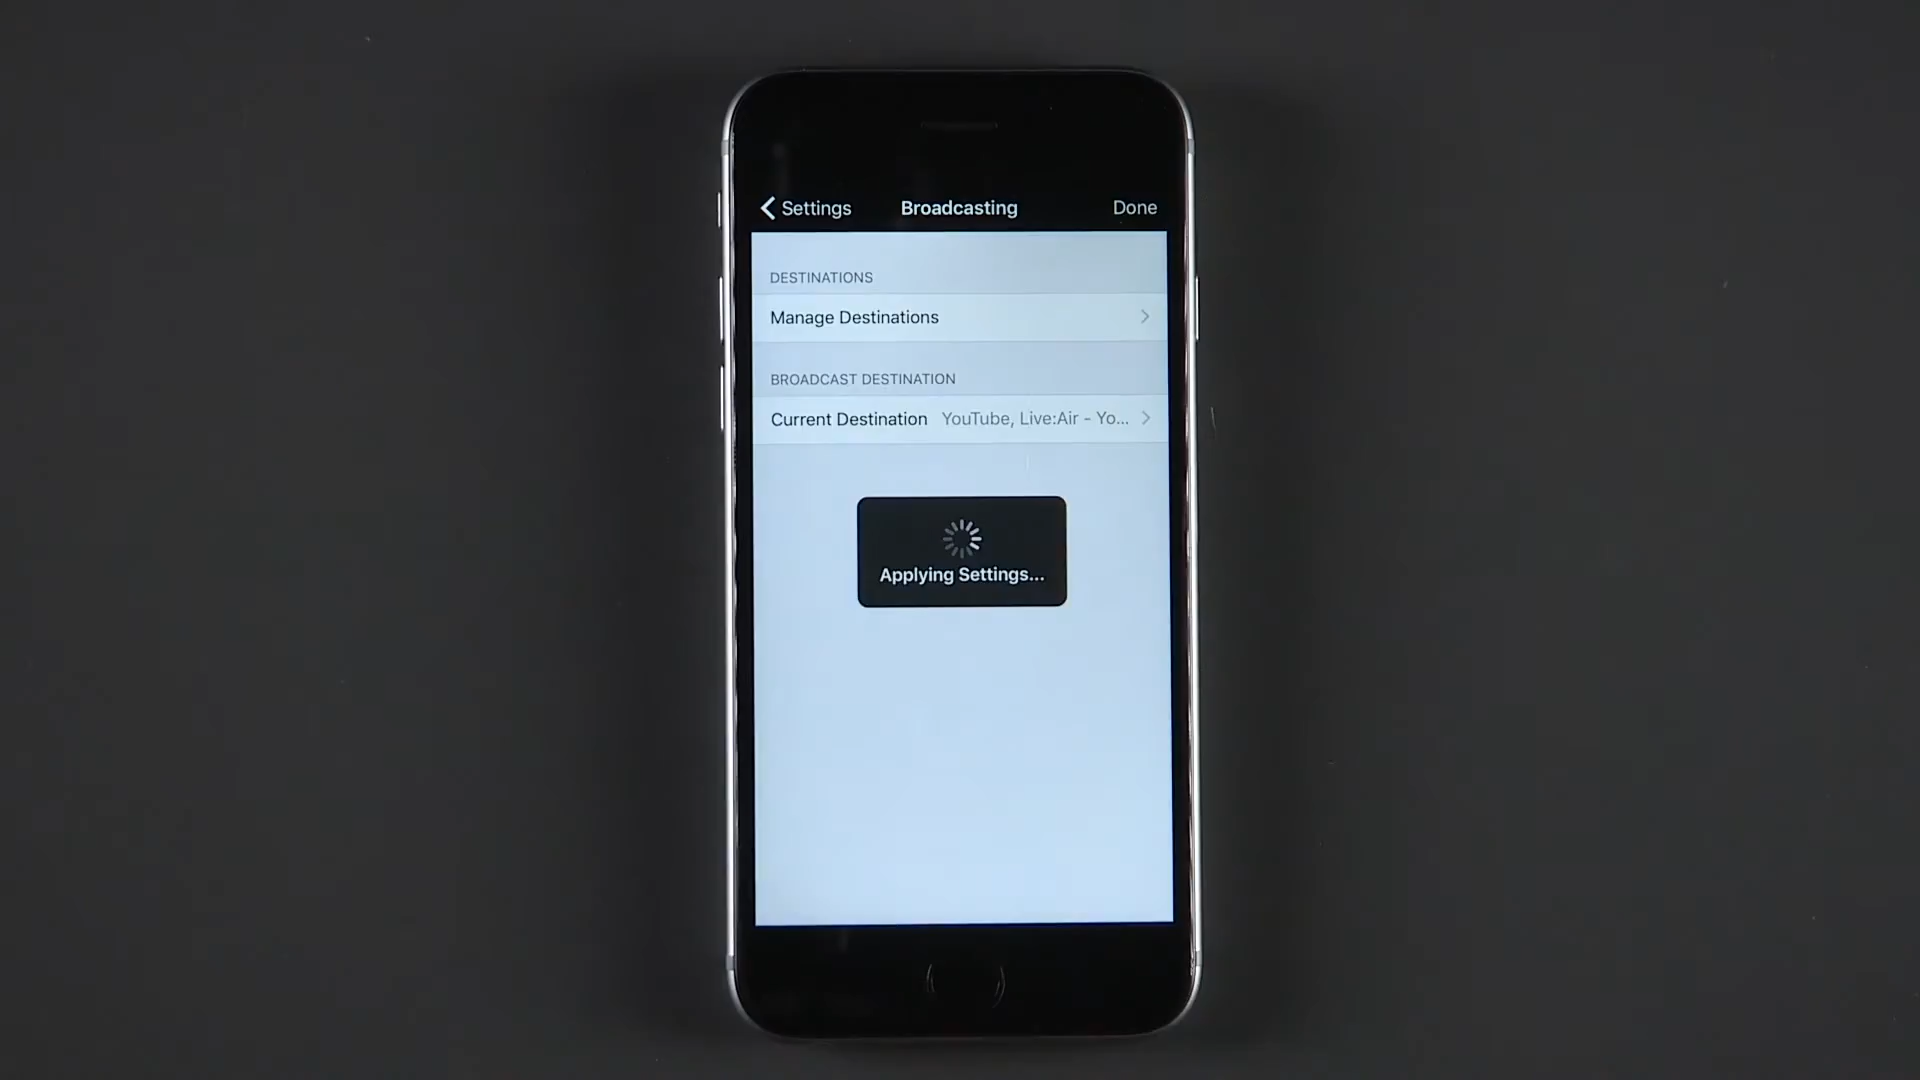 Settings Broadcasting Done
DESTINATIONS
Manage Destinations
BROADCAST DESTINATION
Current Destination YouTube, Live:Air - Yo...
Applying Settings...